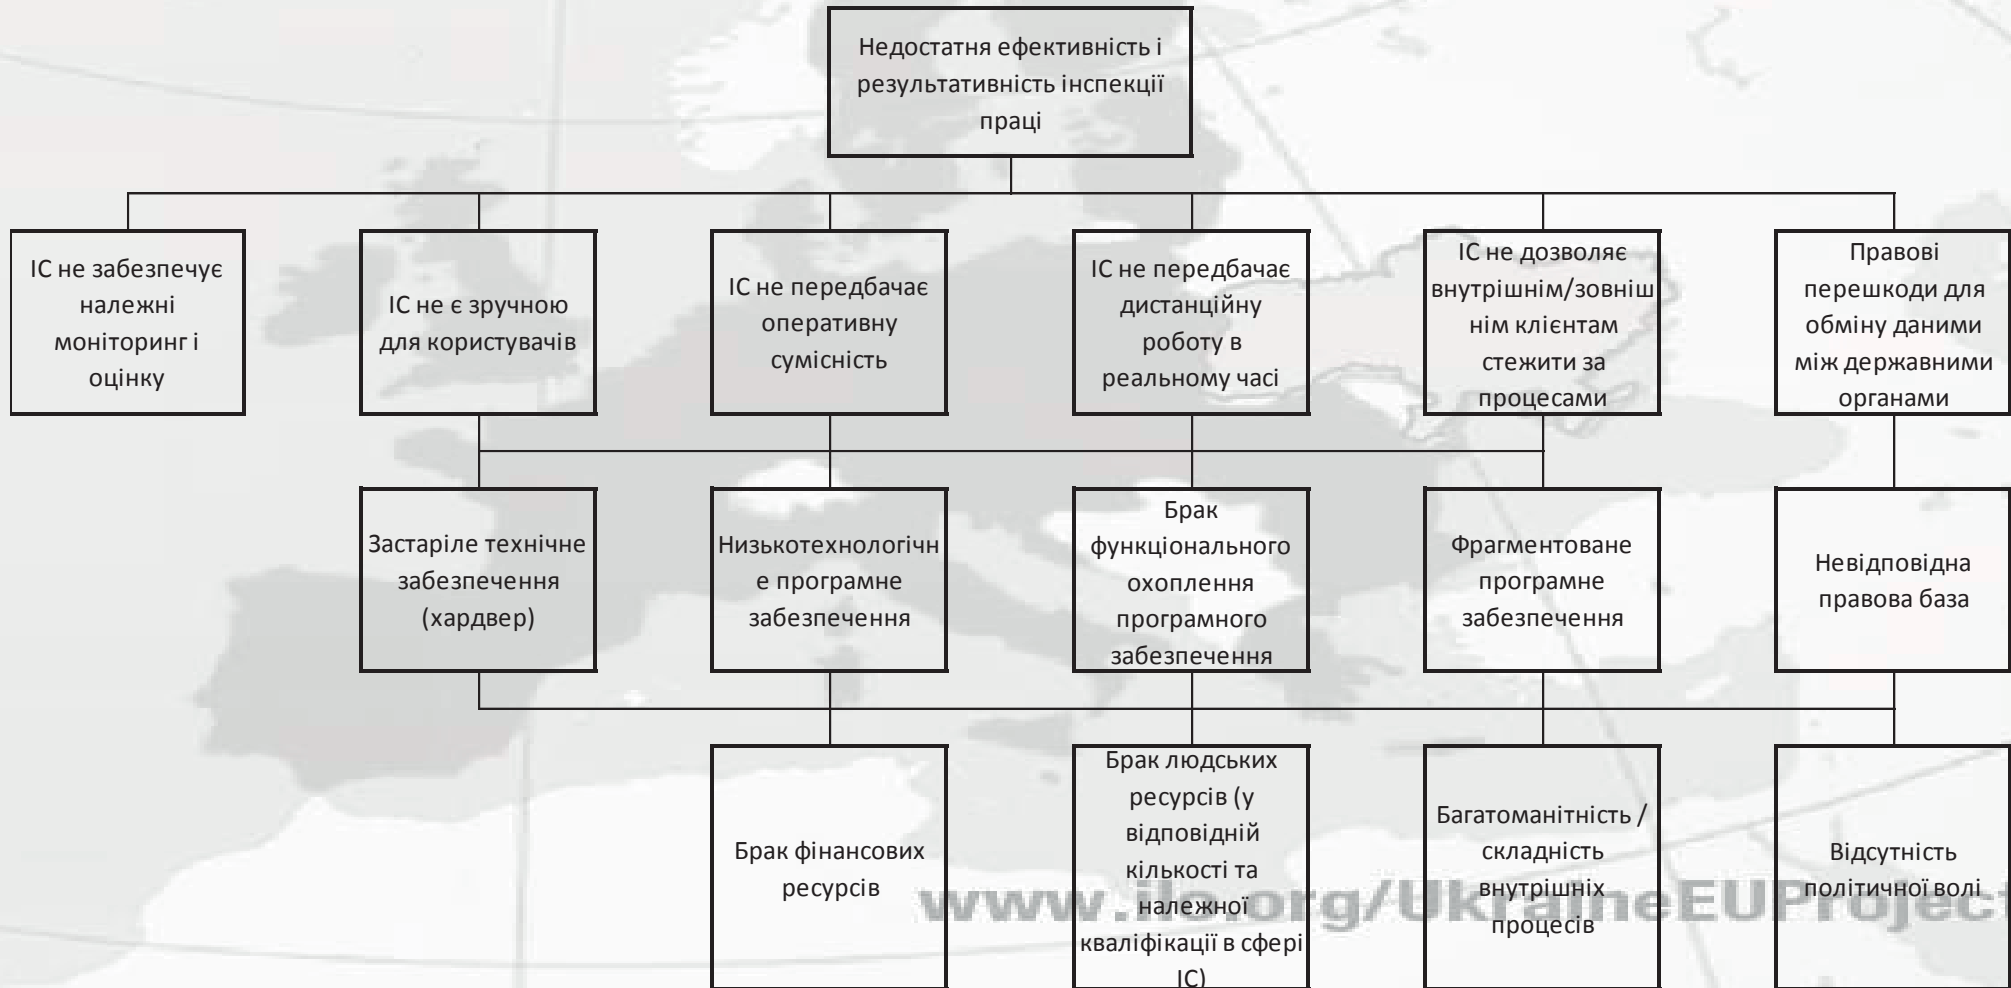 Недостатня ефективність і
результативність інспекції
праці
ІС не забезпечує
належні
моніторинг і
оцінку
ІС не є зручною
для користувачів
ІС не передбачає
оперативну
сумісність
ІС не передбачає
дистанційну
роботу в
реальному часі
ІС не дозволяє
внутрішнім/зовніш
нім клієнтам
стежити за
процесами
Правові
перешкоди для
обміну даними
між державними
органами
Застаріле технічне
забезпечення
(хардвер)
Низькотехнологічн
е програмне
забезпечення
Брак
функціонального
охоплення
програмного
забезпечення
Фрагментоване
програмне
забезпечення
Невідповідна
правова база
Брак фінансових
ресурсів
Брак людських
ресурсів (у
відповідній
кількості та
належної
кваліфікації в сфері
ІС)
Багатоманітність /
складність
внутрішніх
процесів
Відсутність
політичної волі
www.ilo.org/UkraineEUProject